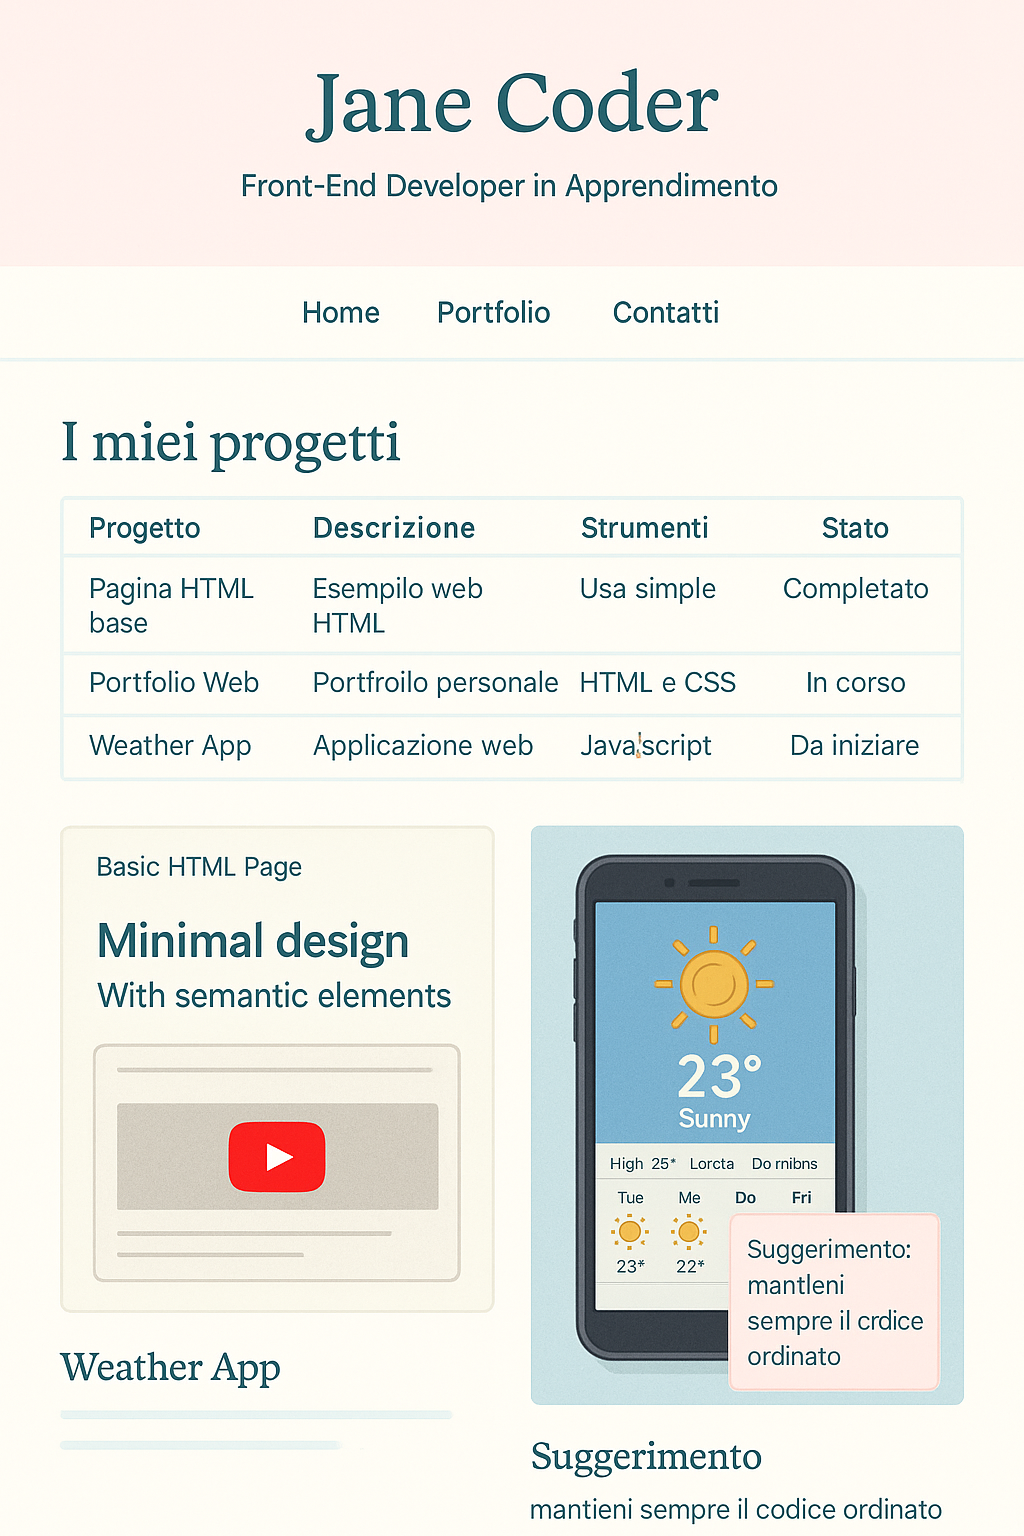 Jane Coder
Front-End Developer in Apprendimento
Home Portfolio Contatti
I miei progetti
Progetto Descrizione Strumenti Stato
Pagina HTML base Esempilo web HTML Usa simple Completato
Portfolio Web Portfroilo personale HTML e CSS In corso
Weather App Applicazione web Javascript Da iniziare
Basic HTML Page
Minimal design
With semantic elements
Weather App
23°
Sunny
High 25* Lorcta Do rnibns
Tue Me Do Fri
23* 22*
Suggerimento:
mantleni
sempre il crdice
ordinato
Suggerimento
mantieni sempre il codice ordinato